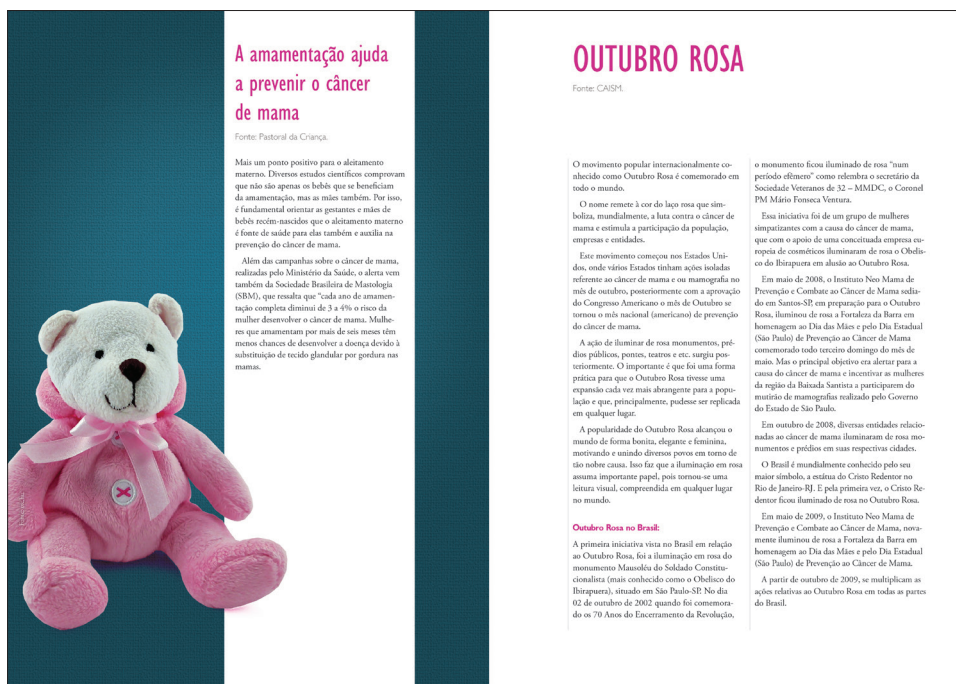 A amamentação ajuda
a prevenir o câncer
de mama
Fonte: Pastoral da Criança.
Mais um ponto positivo para o aleitamento
materno. Diversos estudos científicos comprovam
que não são apenas os bebês que se beneficiam
da amamentação, mas as mães também. Por isso,
é fundamental orientar as gestantes e mães de
bebês recém-nascidos que o aleitamento materno
é fonte de saúde para elas também e auxilia na
prevenção do câncer de mama.
Além das campanhas sobre o câncer de mama,
realizadas pelo Ministério da Saúde, o alerta vem
também da Sociedade Brasileira de Mastologia
(SBM), que ressalta que “cada ano de amamen-
tação completa diminui de 3 a 4% o risco da
mulher desenvolver o câncer de mama. Mulhe-
res que amamentam por mais de seis meses têm
menos chances de desenvolver a doença devido à
substituição de tecido glandular por gordura nas
mamas.
OUTUBRO ROSA
Fonte: CAISM.
O movimento popular internacionalmente co-
nhecido como Outubro Rosa é comemorado em
todo o mundo.
O nome remete à cor do laço rosa que sim-
boliza, mundialmente, a luta contra o câncer de
mama e estimula a participação da população,
empresas e entidades.
Este movimento começou nos Estados Uni-
dos, onde vários Estados tinham ações isoladas
referente ao câncer de mama e ou mamografia no
mês de outubro, posteriormente com a aprovação
do Congresso Americano o mês de Outubro se
tornou o mês nacional (americano) de prevenção
do câncer de mama.
A ação de iluminar de rosa monumentos, pré-
dios públicos, pontes, teatros e etc. surgiu pos-
teriormente. O importante é que foi uma forma
prática para que o Outubro Rosa tivesse uma
expansão cada vez mais abrangente para a popu-
lação e que, principalmente, pudesse ser replicada
em qualquer lugar.
A popularidade do Outubro Rosa alcançou o
mundo de forma bonita, elegante e feminina,
motivando e unindo diversos povos em torno de
tão nobre causa. Isso faz que a iluminação em rosa
assuma importante papel, pois tornou-se uma
leitura visual, compreendida em qualquer lugar
no mundo.
Outubro Rosa no Brasil:
A primeira iniciativa vista no Brasil em relação
ao Outubro Rosa, foi a iluminação em rosa do
monumento Mausoléu do Soldado Constitu-
cionalista (mais conhecido como o Obelisco do
Ibirapuera), situado em São Paulo-SP. No dia
02 de outubro de 2002 quando foi comemora-
do os 70 Anos do Encerramento da Revolução,
o monumento ficou iluminado de rosa “num
período efêmero” como relembra o secretário da
Sociedade Veteranos de 32 – MMDC, o Coronel
PM Mário Fonseca Ventura.
Essa iniciativa foi de um grupo de mulheres
simpatizantes com a causa do câncer de mama,
que com o apoio de uma conceituada empresa eu-
ropeia de cosméticos iluminaram de rosa o Obelis-
co do Ibirapuera em alusão ao Outubro Rosa.
Em maio de 2008, o Instituto Neo Mama de
Prevenção e Combate ao Câncer de Mama sedia-
do em Santos-SP, em preparação para o Outubro
Rosa, iluminou de rosa a Fortaleza da Barra em
homenagem ao Dia das Mães e pelo Dia Estadual
(São Paulo) de Prevenção ao Câncer de Mama
comemorado todo terceiro domingo do mês de
maio. Mas o principal objetivo era alertar para a
causa do câncer de mama e incentivar as mulheres
da região da Baixada Santista a participarem do
mutirão de mamografias realizado pelo Governo
do Estado de São Paulo.
Em outubro de 2008, diversas entidades relacio-
nadas ao câncer de mama iluminaram de rosa mo-
numentos e prédios em suas respectivas cidades.
O Brasil é mundialmente conhecido pelo seu
maior símbolo, a estátua do Cristo Redentor no
Rio de Janeiro-RJ. E pela primeira vez, o Cristo Re-
dentor ficou iluminado de rosa no Outubro Rosa.
Em maio de 2009, o Instituto Neo Mama de
Prevenção e Combate ao Câncer de Mama, nova-
mente iluminou de rosa a Fortaleza da Barra em
homenagem ao Dia das Mães e pelo Dia Estadual
(São Paulo) de Prevenção ao Câncer de Mama.
A partir de outubro de 2009, se multiplicam as
ações relativas ao Outubro Rosa em todas as partes
do Brasil.